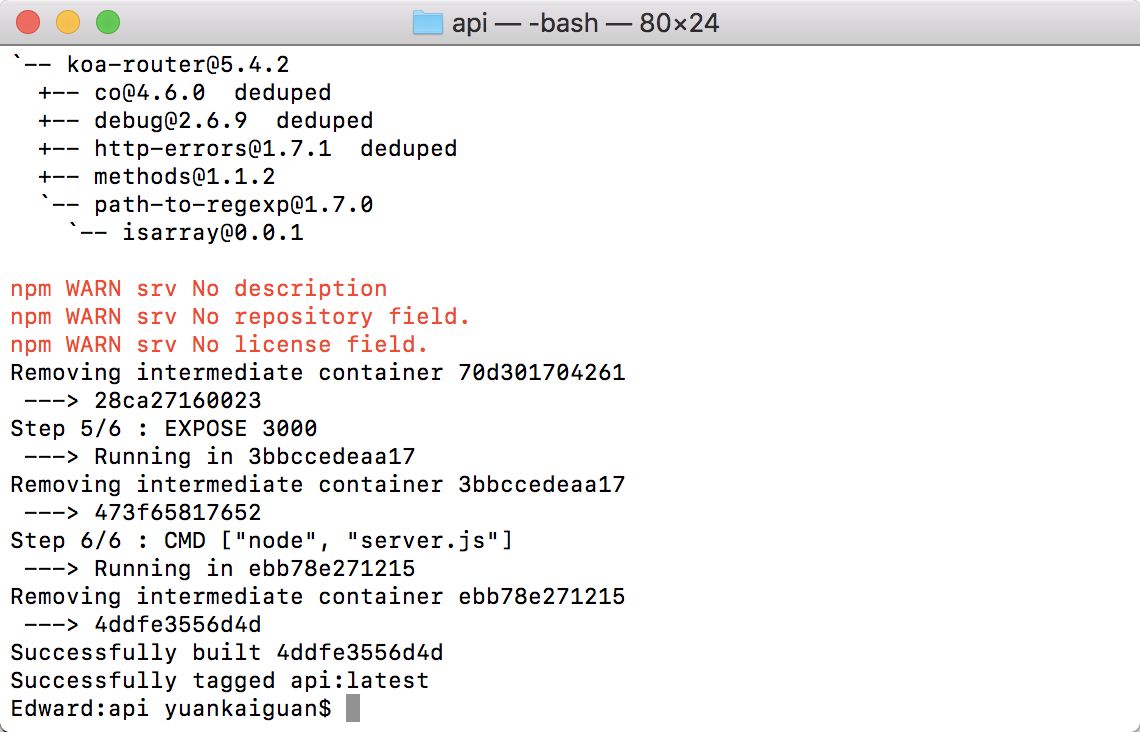 api — -bash — 80×24
`-- koa-router@5.4.2
  +-- co@4.6.0  deduped
  +-- debug@2.6.9  deduped
  +-- http-errors@1.7.1  deduped
  +-- methods@1.1.2
  `-- path-to-regexp@1.7.0
    `-- isarray@0.0.1

npm WARN srv No description
npm WARN srv No repository field.
npm WARN srv No license field.
Removing intermediate container 70d301704261
 ---> 28ca27160023
Step 5/6 : EXPOSE 3000
 ---> Running in 3bbccedeaa17
Removing intermediate container 3bbccedeaa17
 ---> 473f65817652
Step 6/6 : CMD ["node", "server.js"]
 ---> Running in ebb78e271215
Removing intermediate container ebb78e271215
 ---> 4ddfe3556d4d
Successfully built 4ddfe3556d4d
Successfully tagged api:latest
Edward:api yuankaiguan$